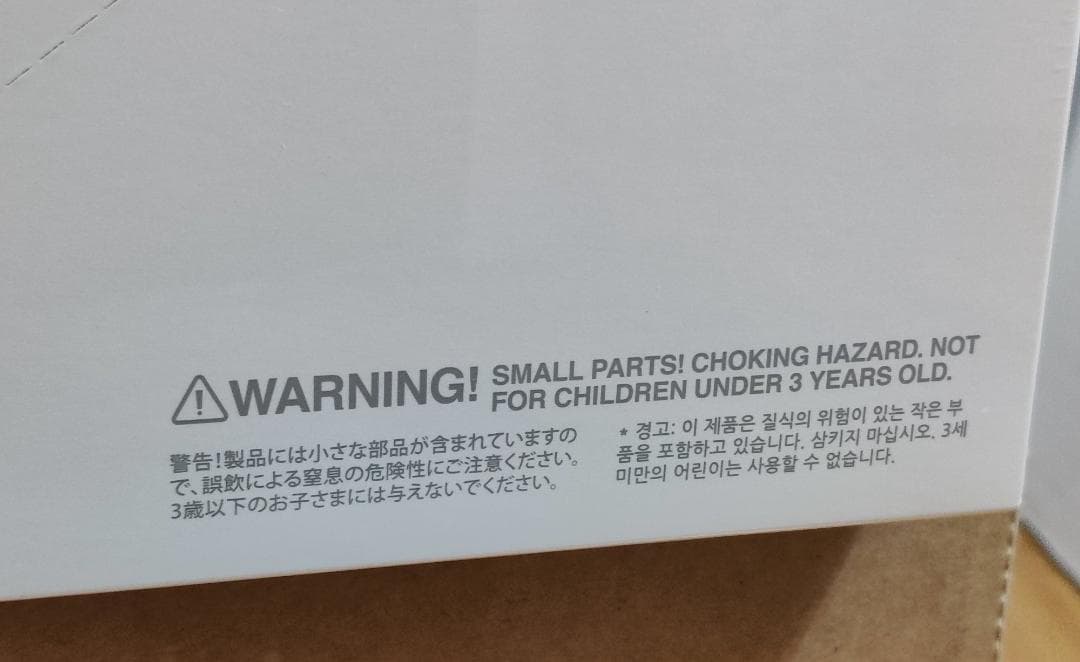 WARNING! SMALL PARTS! CHOKING HAZARD. NOT
FOR CHILDREN UNDER 3 YEARS OLD.
警告!製品には小さな部品が含まれていますの
で、誤飲による窒息の危険性にご注意ください。
3歳以下のお子さまには与えないでください。
* 경고: 이 제품은 질식의 위험이 있는 작은 부
품을 포함하고 있습니다. 삼키지 마십시오. 3세
미만의 어린이는 사용할 수 없습니다.